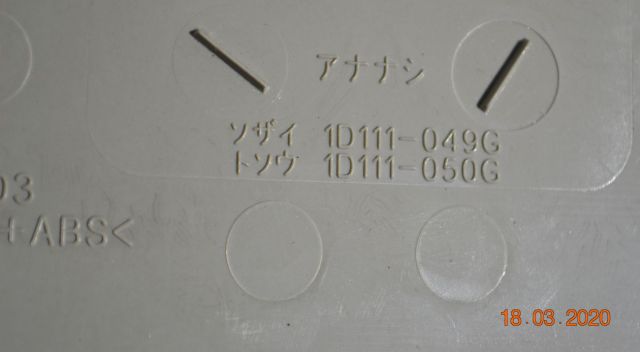 アナナシ
ソザイ 1D111-049G
トソウ 1D111-050G
03
+ABS<
18.03.2020